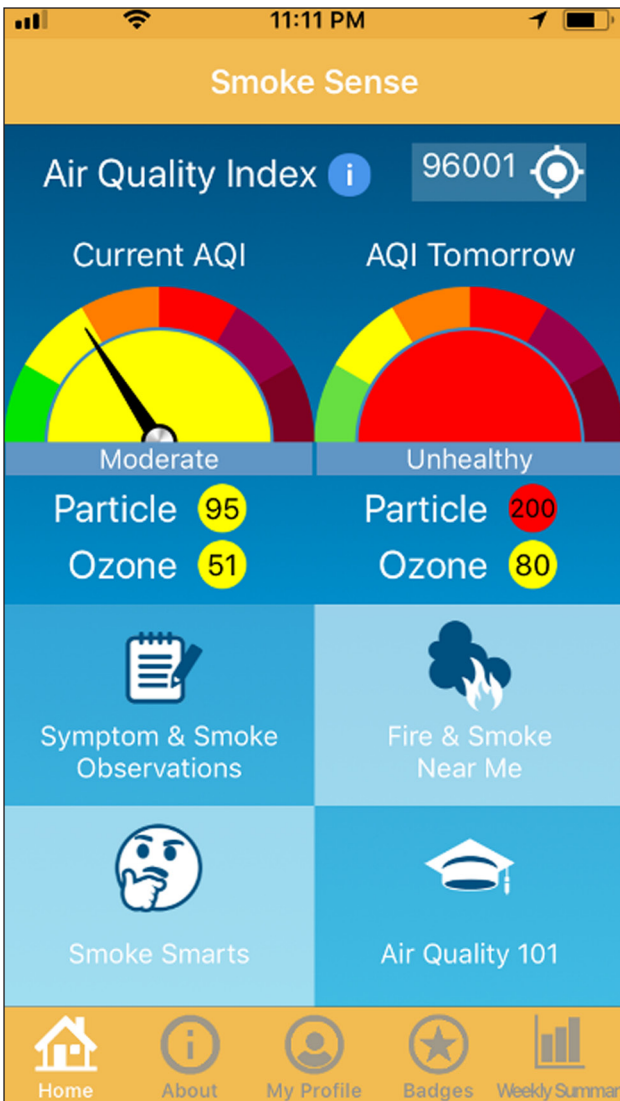 11:11 PM
Smoke Sense
Air Quality Index i
96001
Current AQI
AQI Tomorrow
Moderate
Unhealthy
Particle 95
Particle 200
Ozone 51
Ozone 80
Symptom & Smoke
Observations
Fire & Smoke
Near Me
Smoke Smarts
Air Quality 101
Home
About
My Profile
Badges
Weekly Summar